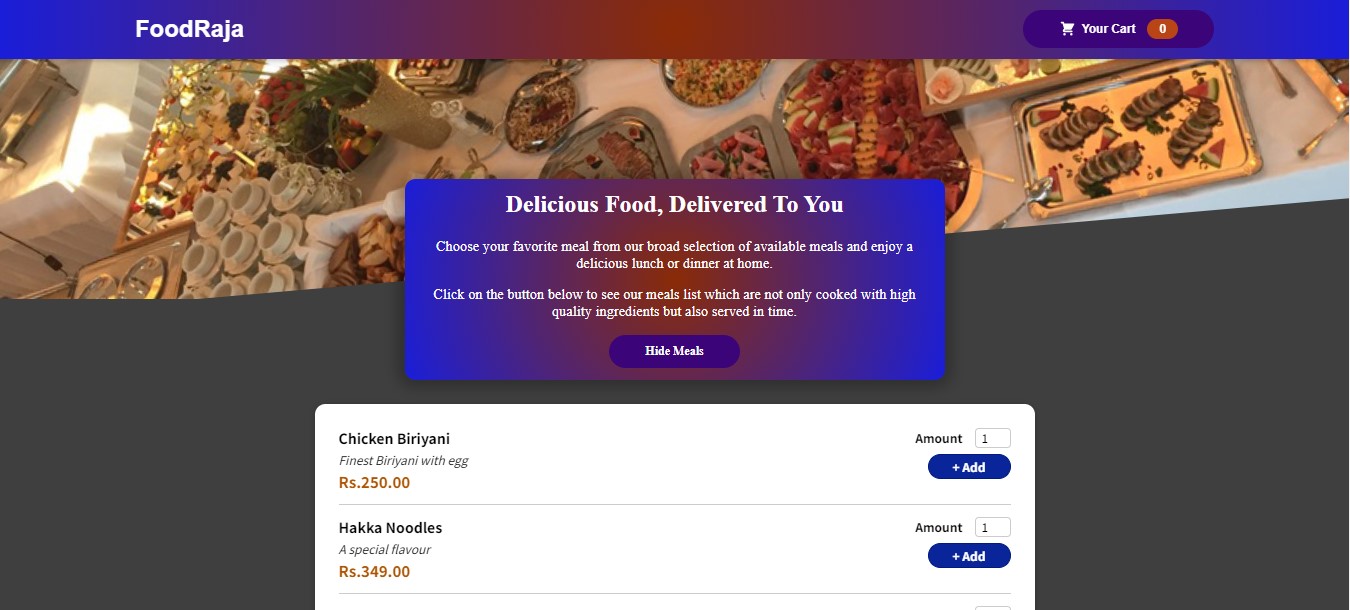 FoodRaja
Your Cart 0
Delicious Food, Delivered To You
Choose your favorite meal from our broad selection of available meals and enjoy a
delicious lunch or dinner at home.
Click on the button below to see our meals list which are not only cooked with high
quality ingredients but also served in time.
Hide Meals
Chicken Biriyani
Amount 1
Finest Biriyani with egg
+ Add
Rs.250.00
Hakka Noodles
Amount 1
A special flavour
+ Add
Rs.349.00